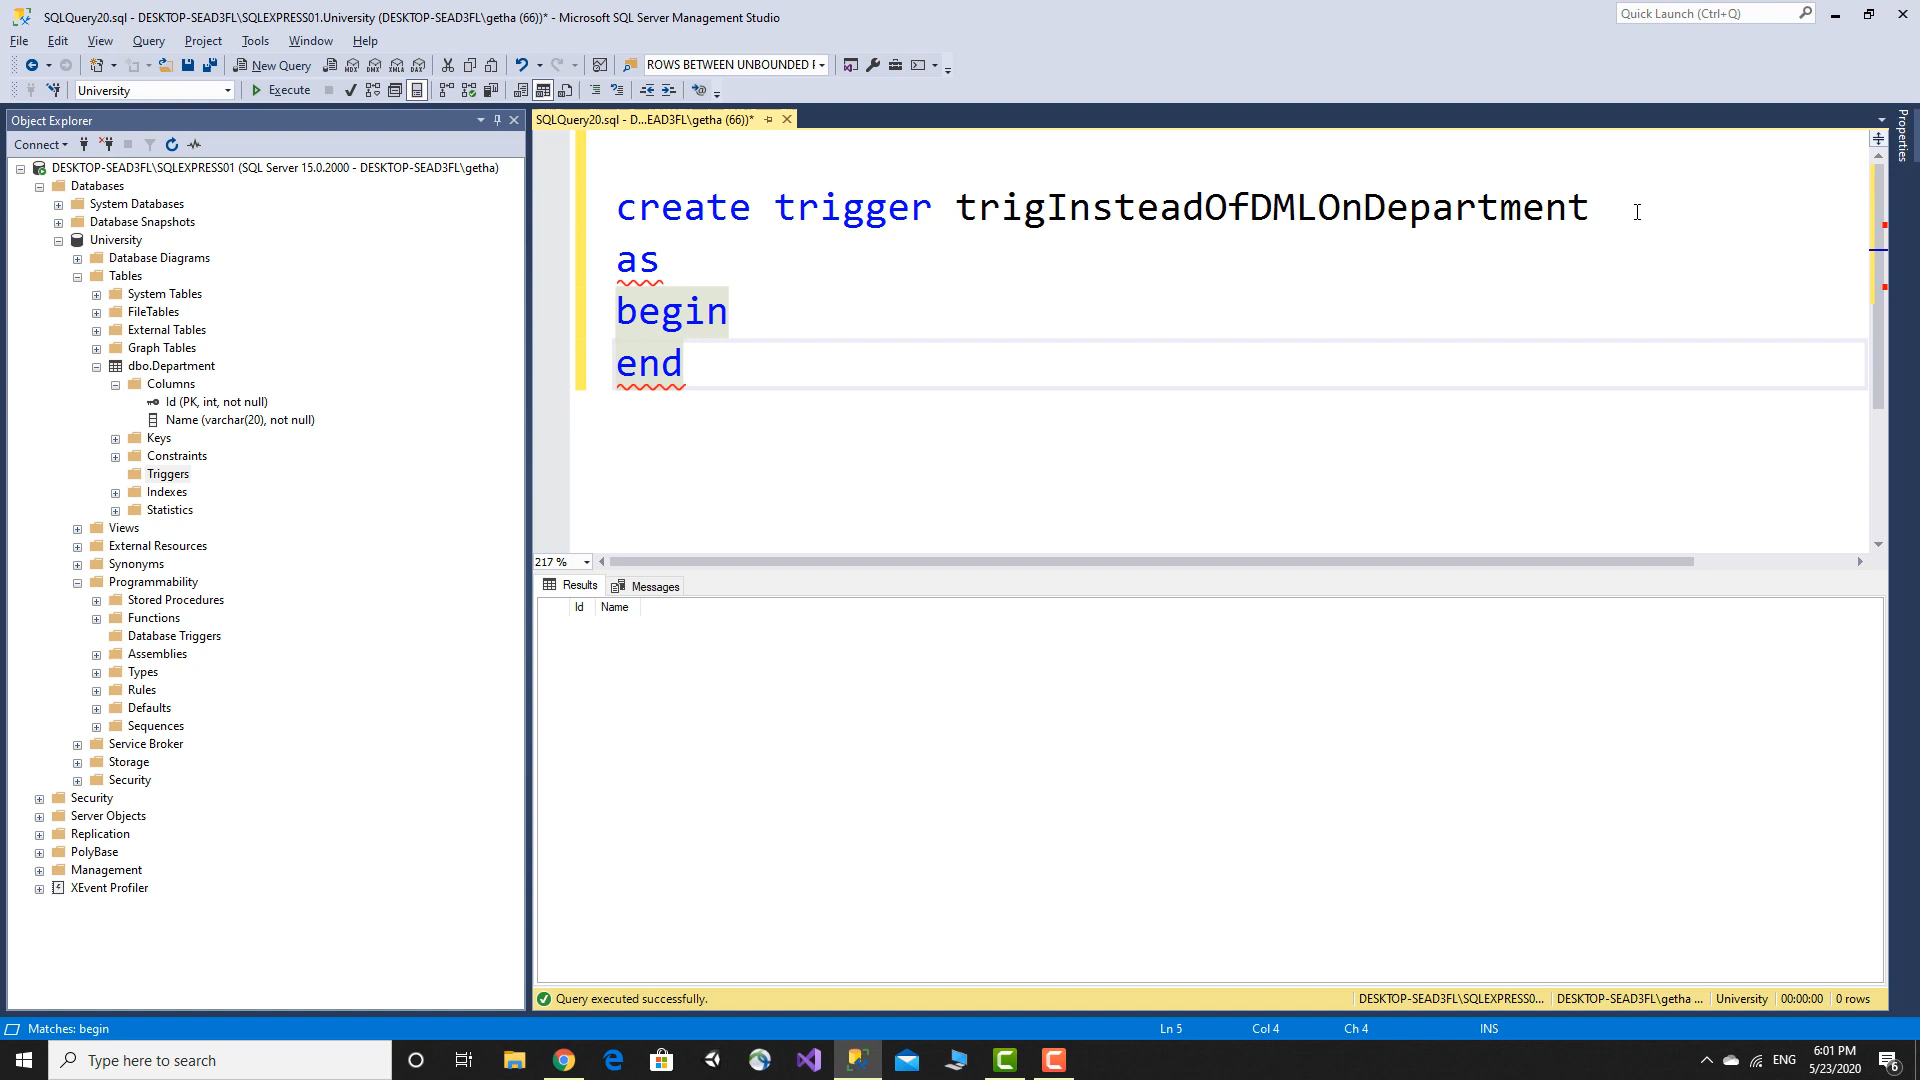 SQLQuery20.sql - DESKTOP-SEAD3FL\SQLEXPRESS01.University (DESKTOP-SEAD3FL\getha (66))* - Microsoft SQL Server Management Studio
Quick Launch (Ctrl+Q)
File Edit View Query Project Tools Window Help
New Query
MDX DMX XMLA DAX
ROWS BETWEEN UNBOUNDED F
University
Execute
Object Explorer
SQLQuery20.sql - D...EAD3FL\getha (66))*
Properties
Connect
DESKTOP-SEAD3FL\SQLEXPRESS01 (SQL Server 15.0.2000 - DESKTOP-SEAD3FL\getha)
Databases
System Databases
Database Snapshots
University
Database Diagrams
Tables
System Tables
FileTables
External Tables
Graph Tables
dbo.Department
Columns
Id (PK, int, not null)
Name (varchar(20), not null)
Keys
Constraints
Triggers
Indexes
Statistics
Views
External Resources
Synonyms
Programmability
Stored Procedures
Functions
Database Triggers
Assemblies
Types
Rules
Defaults
Sequences
Service Broker
Storage
Security
Security
Server Objects
Replication
PolyBase
Management
XEvent Profiler
create trigger trigInsteadOfDMLOnDepartment
as
begin
end
217 %
Results Messages
Id Name
Query executed successfully.
DESKTOP-SEAD3FL\SQLEXPRESS0... DESKTOP-SEAD3FL\getha ... University 00:00:00 0 rows
Matches: begin
Ln 5 Col 4 Ch 4 INS
Type here to search
ENG
6:01 PM
5/23/2020
6